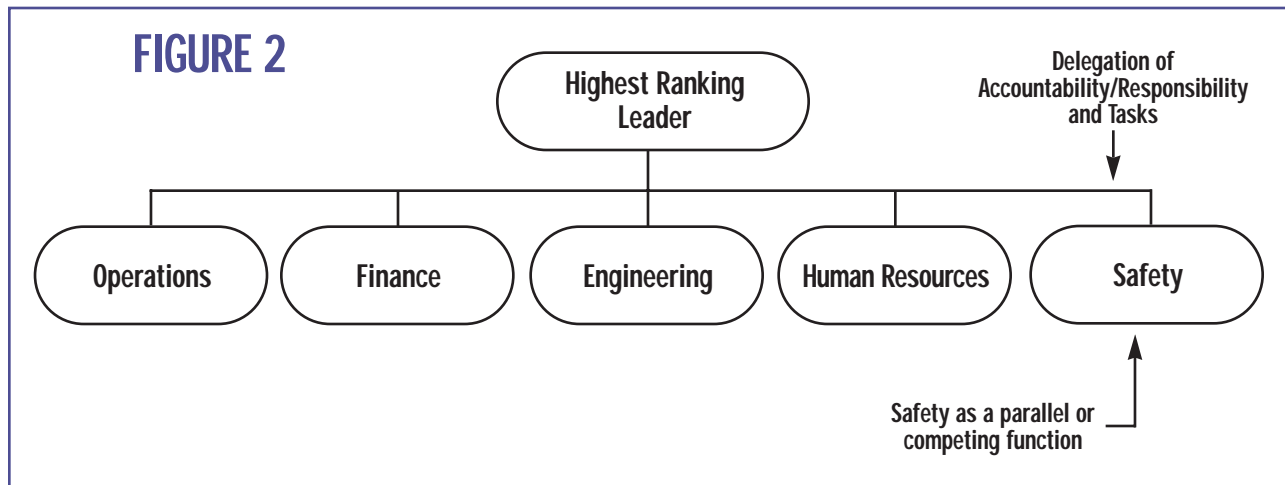 FIGURE 2
Highest Ranking
Leader
Delegation of
Accountability/Responsibility
and Tasks
Operations
Finance
Engineering
Human Resources
Safety
Safety as a parallel or
competing function